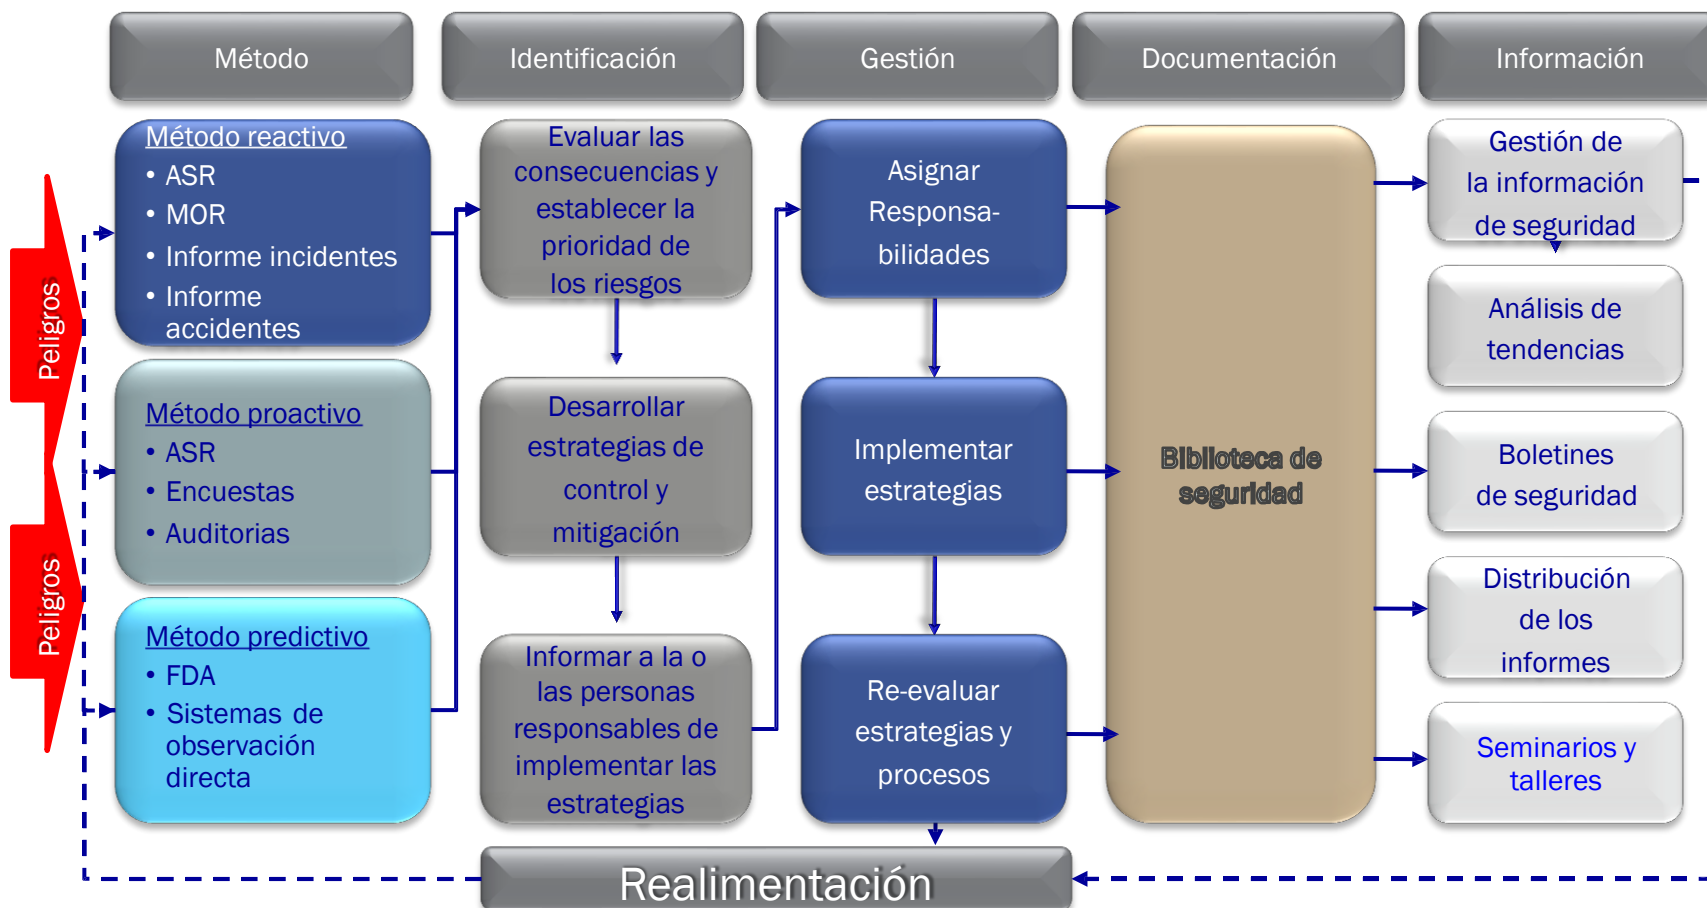 Método
Identificación
Gestión
Documentación
Información
Peligros
Peligros
Método reactivo
• ASR
• MOR
• Informe incidentes
• Informe
accidentes
Método proactivo
• ASR
• Encuestas
• Auditorias
Método predictivo
• FDA
• Sistemas de
observación
directa
Evaluar las
consecuencias y
establecer la
prioridad de
los riesgos
Desarrollar
estrategias de
control y
mitigación
Informar a la o
las personas
responsables de
implementar las
estrategias
Asignar
Responsa-
bilidades
Implementar
estrategias
Re-evaluar
estrategias y
procesos
Biblioteca de
seguridad
Gestión de
la información
de seguridad
Análisis de
tendencias
Boletines
de seguridad
Distribución
de los
informes
Seminarios y
talleres
Realimentación